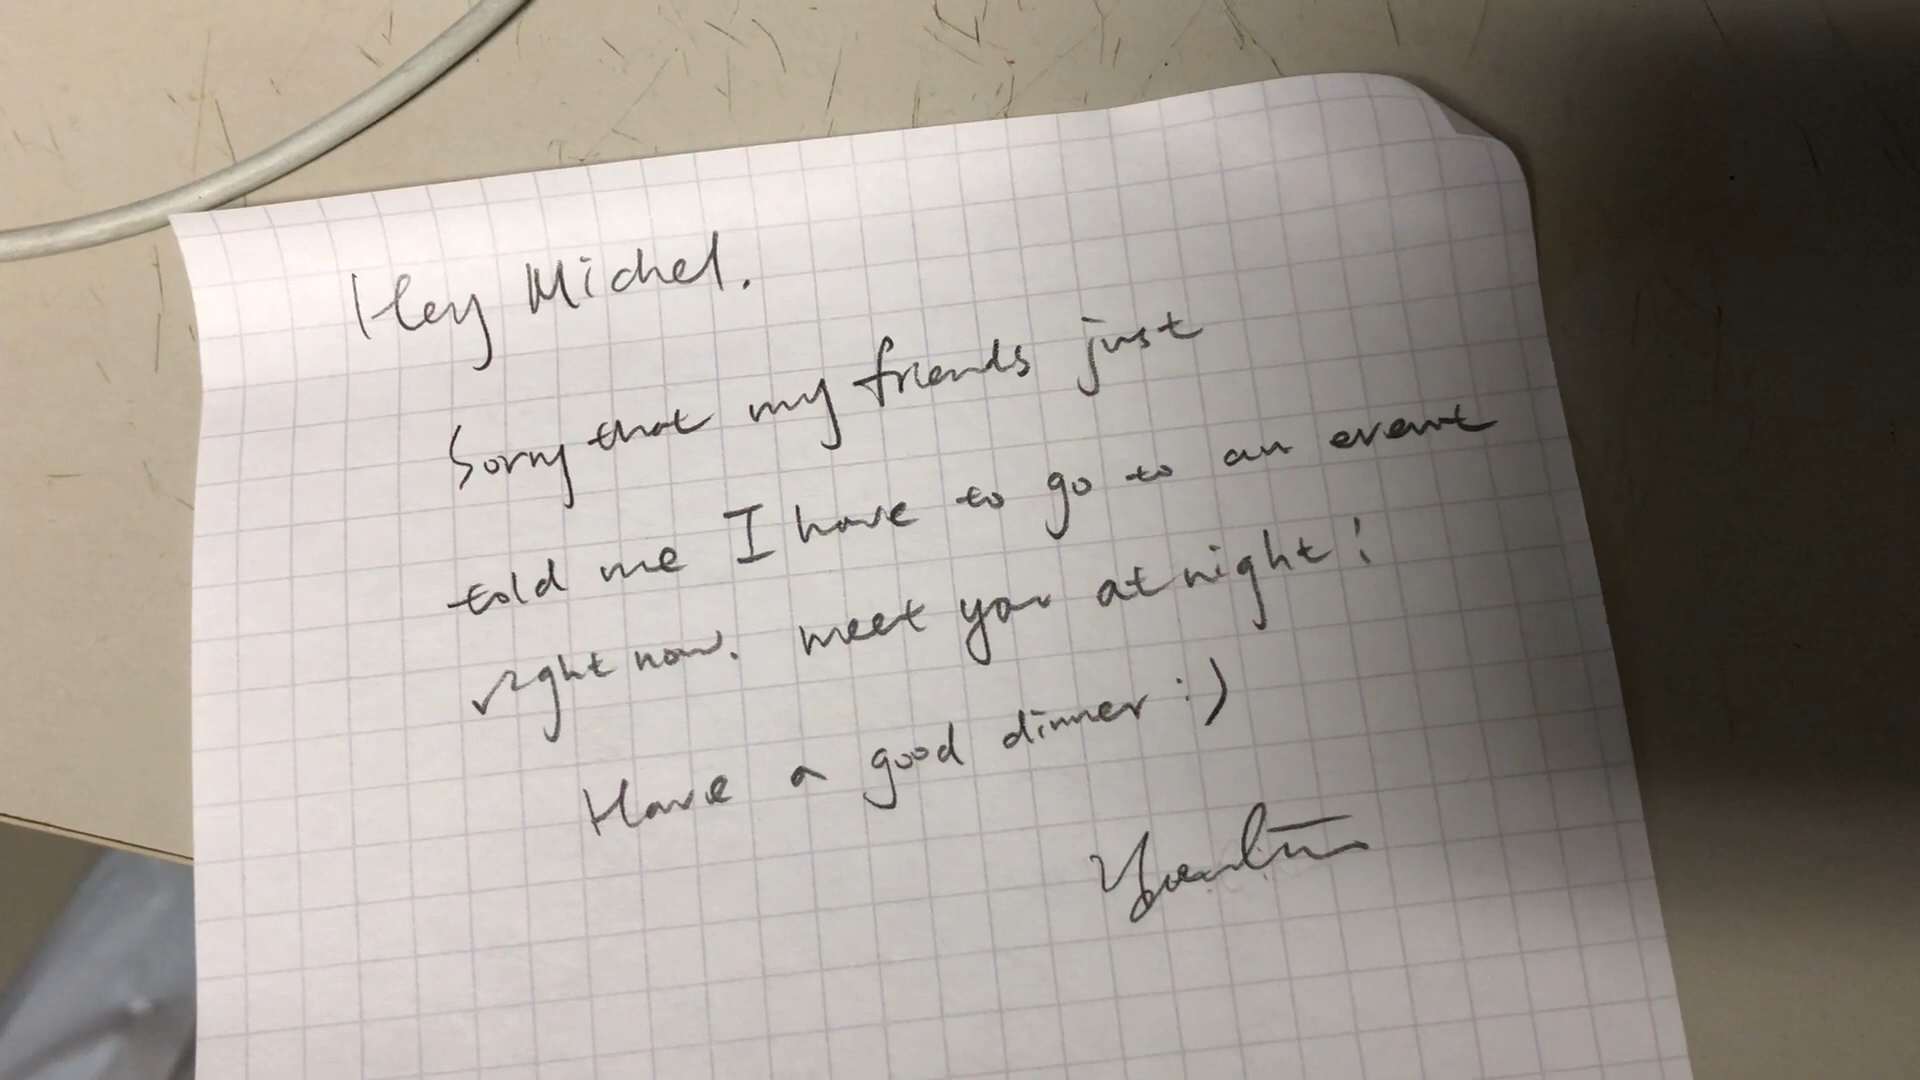 Hey Michel.
Sorry that my friends just
told me I have to go to an event
right now. meet you at night!
Have a good dinner :)